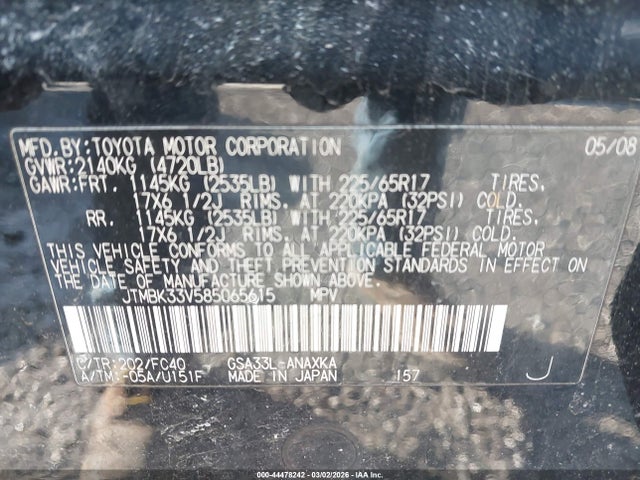 MFD.BY:TOYOTA MOTOR CORPORATION 05/08
GVWR:2140KG (4720LB)
GAWR:FRT. 1145KG (2535LB) WITH 225/65R17 TIRES,
17X6 1/2J RIMS, AT 220KPA (32PSI) COLD.
RR. 1145KG (2535LB) WITH 225/65R17 TIRES,
17X6 1/2J RIMS, AT 220KPA (32PSI) COLD.
THIS VEHICLE CONFORMS TO ALL APPLICABLE FEDERAL MOTOR
VEHICLE SAFETY AND THEFT PREVENTION STANDARDS IN EFFECT ON
THE DATE OF MANUFACTURE SHOWN ABOVE.
JTMBK33V585065615 MPV
C/TR:202/FC40 GSA33L-ANAXKA
A/TM:-05A/U151F MADE IN JAPAN 157 J
000-44478242 - 03/02/2026 - IAA Inc.